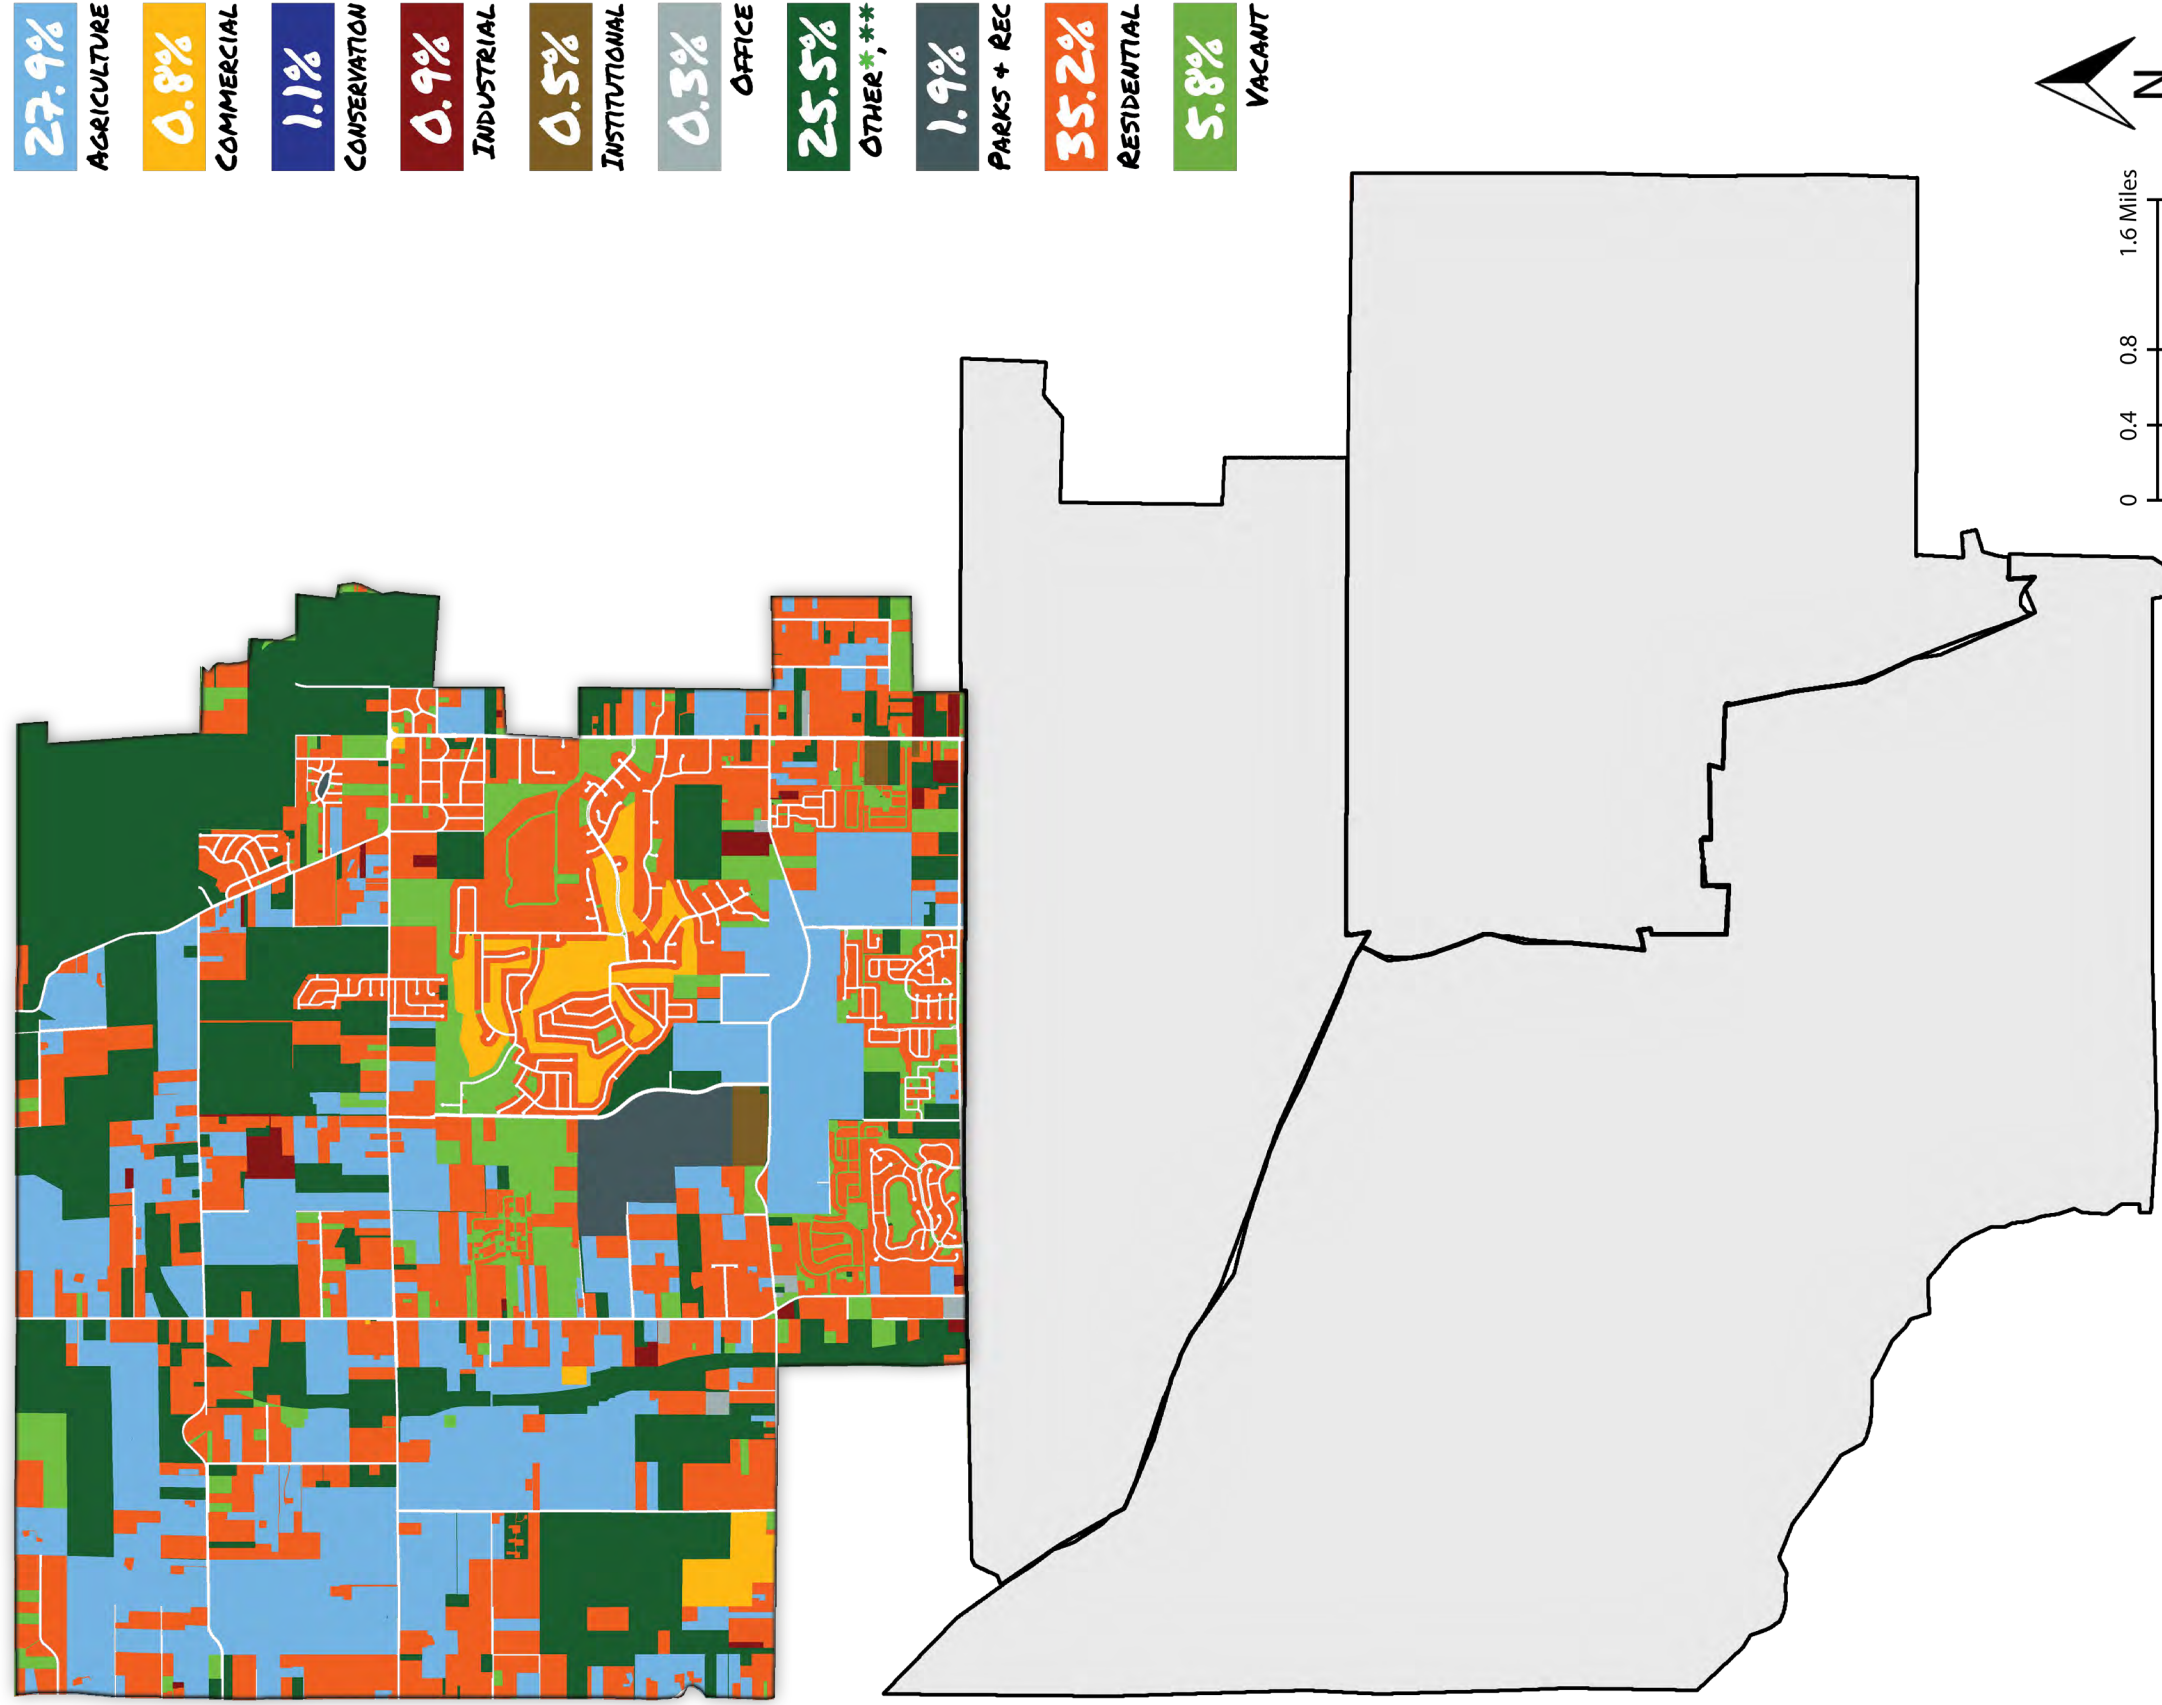 27.9%
AGRICULTURE
0.8%
COMMERCIAL
1.1%
CONSERVATION
0.9%
INDUSTRIAL
0.5%
INSTITUTIONAL
0.3%
OFFICE
25.5%
OTHER*,**
1.9%
PARKS + REC
35.2%
RESIDENTIAL
5.8%
VACANT
0 0.4 0.8 1.6 Miles
N